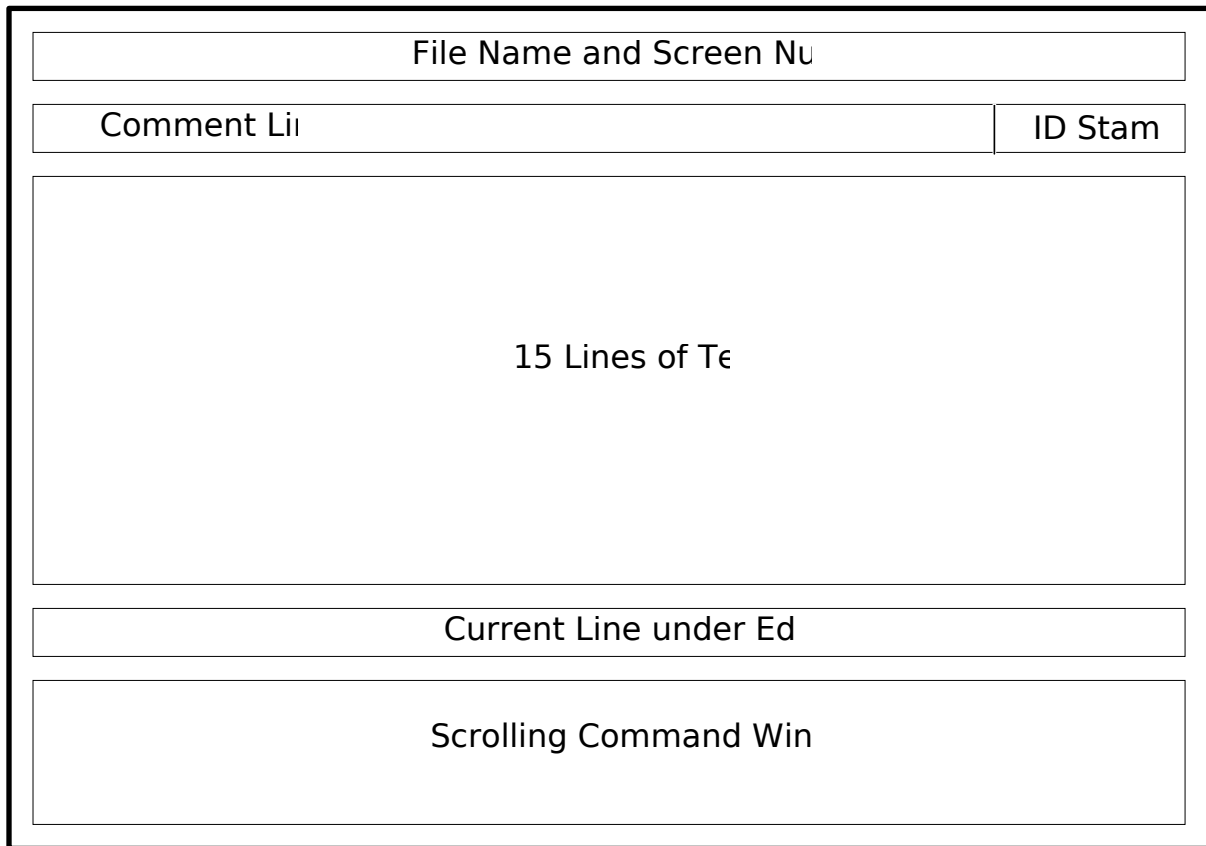 File Name and Screen Nu
Comment Li
ID Stam
15 Lines of Te
Current Line under Ed
Scrolling Command Win